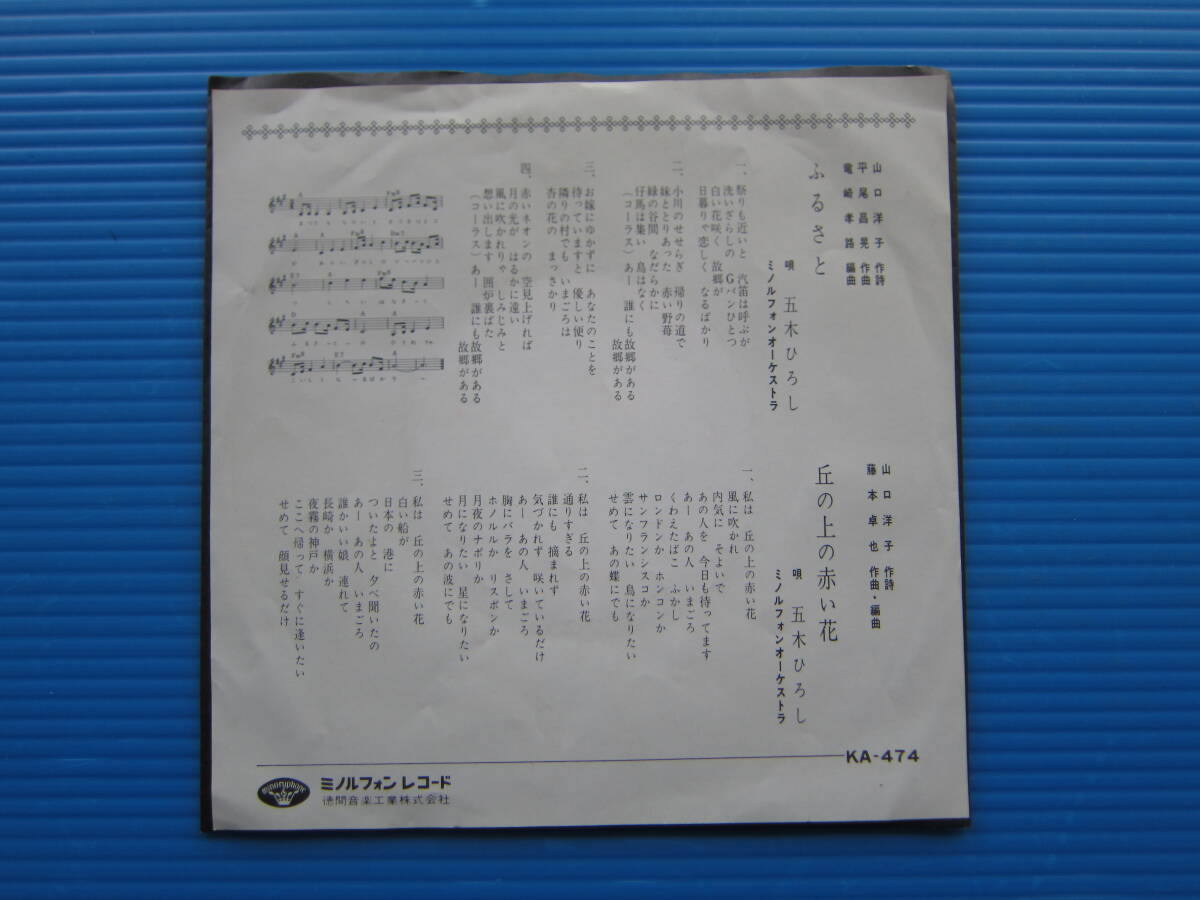 山口洋子 作詩
平尾昌晃 作曲
竜崎孝路 編曲
ふるさと
唄 五木ひろし
ミノルフォンオーケストラ
一、祭りも近いと 汽笛は呼ぶが
洗いざらしの Gパンひとつ
白い花咲く 故郷が
日暮りゃ恋しく なるばかり
二、小川のせせらぎ 帰りの道で
妹ととりあった 赤い野苺
緑の谷間 なだらかに
仔馬は集い 鳥はなく
(コーラス)あー 誰にも故郷がある
故郷がある
三、お嫁にゆかずに あなたのことを
待っていますと 優しい便り
隣りの村でも いまごろは
杏の花の まっさかり
四、赤いネオンの 空見上げれば
月の光が はるかに遠い
風に吹かれりゃ しみじみと
想い出します 囲炉裏ばた
(コーラス)あー 誰にも故郷がある
故郷がある
山口洋子 作詩
藤本卓也 作曲・編曲
丘の上の赤い花
唄 五木ひろし
ミノルフォンオーケストラ
一、私は 丘の上の赤い花
風に吹かれ
内気に そよいで
あの人を 今日も待ってます
あー あの人 いまごろ
くわえたばこ ふかし
ロンドンか ホンコンか
サンフランシスコか
雲になりたい 鳥になりたい
せめて あの蝶にでも
二、私は 丘の上の赤い花
通りすぎる
誰にも 摘まれず
気づかれず 咲いているだけ
あー あの人 いまごろ
胸にバラを さして
ホノルルか リスボンか
月夜のナポリか
月になりたい 星になりたい
せめて あの波にでも
三、私は 丘の上の赤い花
白い船が
日本の 港に
ついたまと 夕べ聞いたの
あー あの人 いまごろ
誰かいい娘 連れて
長崎か 横浜か
夜霧の神戸か
ここへ帰って すぐに逢いたい
せめて 顔見せるだけ
KA-474
minoruphone
ミノルフォン レコード
徳間音楽工業株式会社